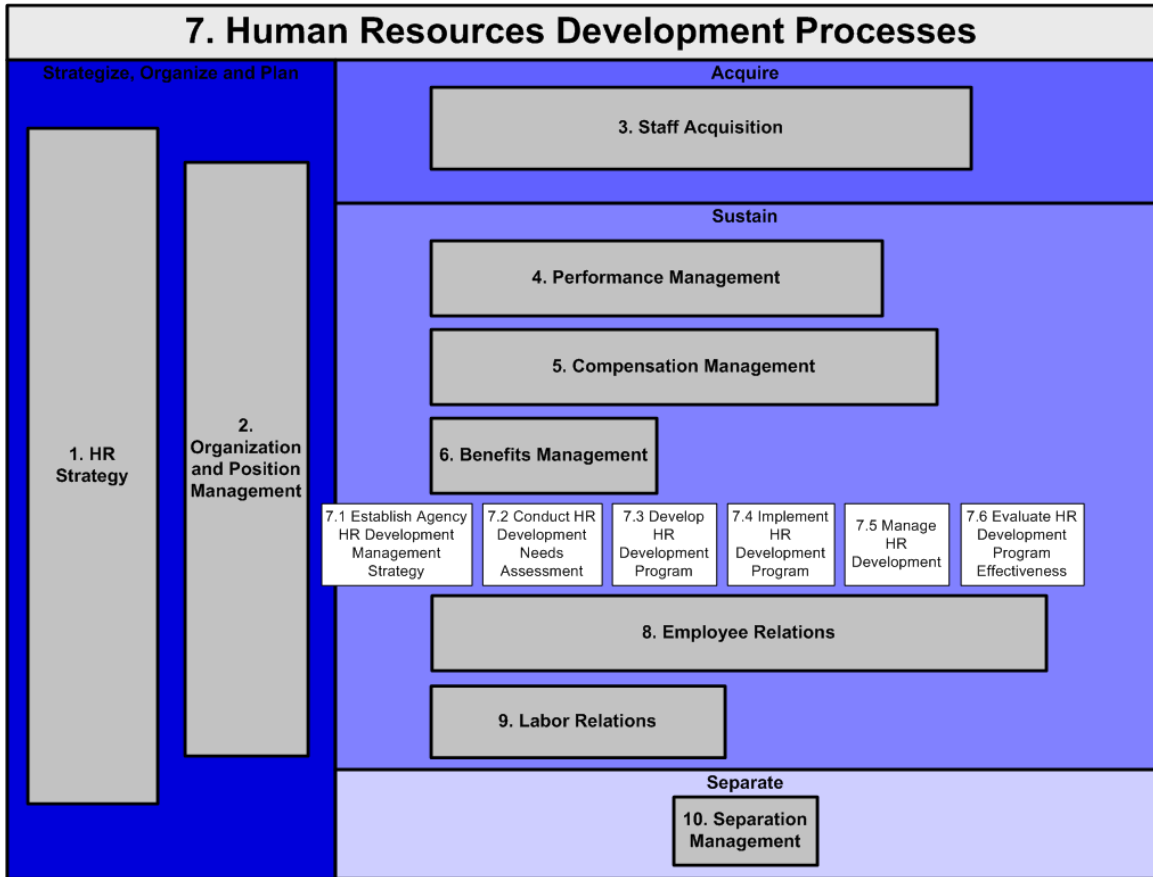 7. Human Resources Development Processes
Strategize, Organize and Plan
1. HR
Strategy
2.
Organization
and Position
Management
Acquire
3. Staff Acquisition
Sustain
4. Performance Management
5. Compensation Management
6. Benefits Management
7.1 Establish Agency
HR Development
Management
Strategy
7.2 Conduct HR
Development
Needs
Assessment
7.3 Develop
HR
Development
Program
7.4 Implement
HR
Development
Program
7.5 Manage
HR
Development
7.6 Evaluate HR
Development
Program
Effectiveness
8. Employee Relations
9. Labor Relations
Separate
10. Separation
Management